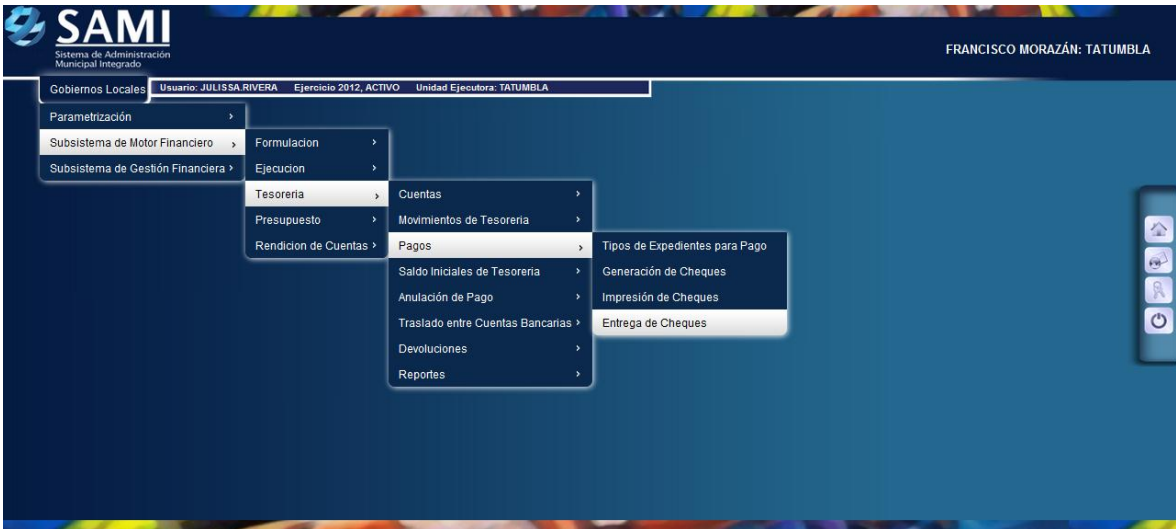 SAMI
Sistema de Administración
Municipal Integrado
FRANCISCO MORAZÁN: TATUMBLA
Gobiernos Locales
Usuario: JULISSA.RIVERA Ejercicio 2012, ACTIVO Unidad Ejecutora: TATUMBLA
Parametrización ›
Subsistema de Motor Financiero ›
Subsistema de Gestión Financiera ›
Formulacion ›
Ejecucion ›
Tesoreria ›
Presupuesto ›
Rendicion de Cuentas ›
Cuentas ›
Movimientos de Tesoreria ›
Pagos ›
Saldo Iniciales de Tesoreria ›
Anulación de Pago ›
Traslado entre Cuentas Bancarias ›
Devoluciones ›
Reportes ›
Tipos de Expedientes para Pago
Generación de Cheques
Impresión de Cheques
Entrega de Cheques